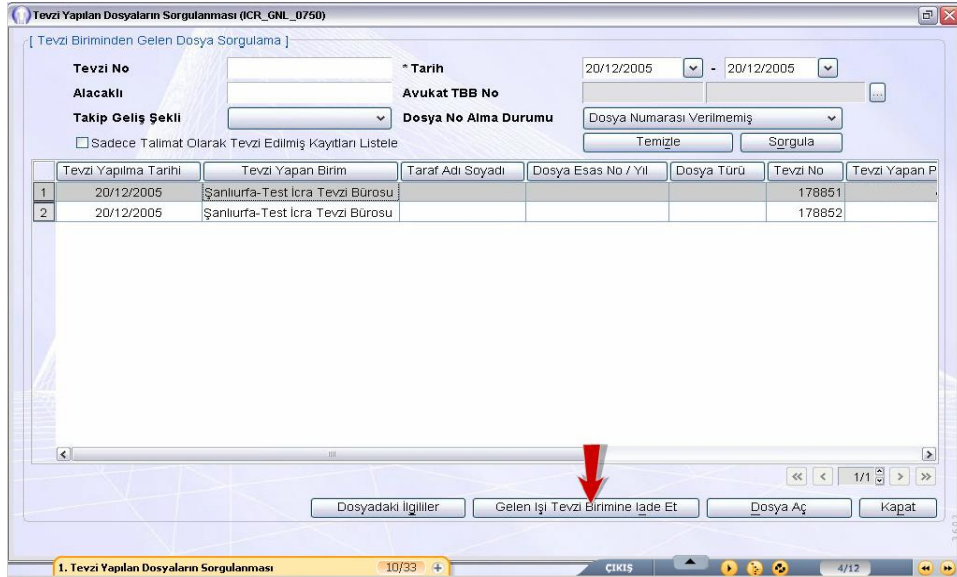 Tevzi Yapılan Dosyaların Sorgulanması (ICR_GNL_0750)
[ Tevzi Biriminden Gelen Dosya Sorgulama ]
Tevzi No * Tarih 20/12/2005 - 20/12/2005
Alacaklı Avukat TBB No ...
Takip Geliş Şekli Dosya No Alma Durumu Dosya Numarası Verilmemiş
Sadece Talimat Olarak Tevzi Edilmiş Kayıtları Listele Temizle Sorgula
Tevzi Yapılma Tarihi Tevzi Yapan Birim Taraf Adı Soyadı Dosya Esas No / Yıl Dosya Türü Tevzi No Tevzi Yapan P
1 20/12/2005 Şanlıurfa-Test İcra Tevzi Bürosu 178851
2 20/12/2005 Şanlıurfa-Test İcra Tevzi Bürosu 178852
1/1
Dosyadaki İlgililer Gelen İşi Tevzi Birimine İade Et Dosya Aç Kapat
1. Tevzi Yapılan Dosyaların Sorgulanması 10/33 + ÇIKIŞ 4/12